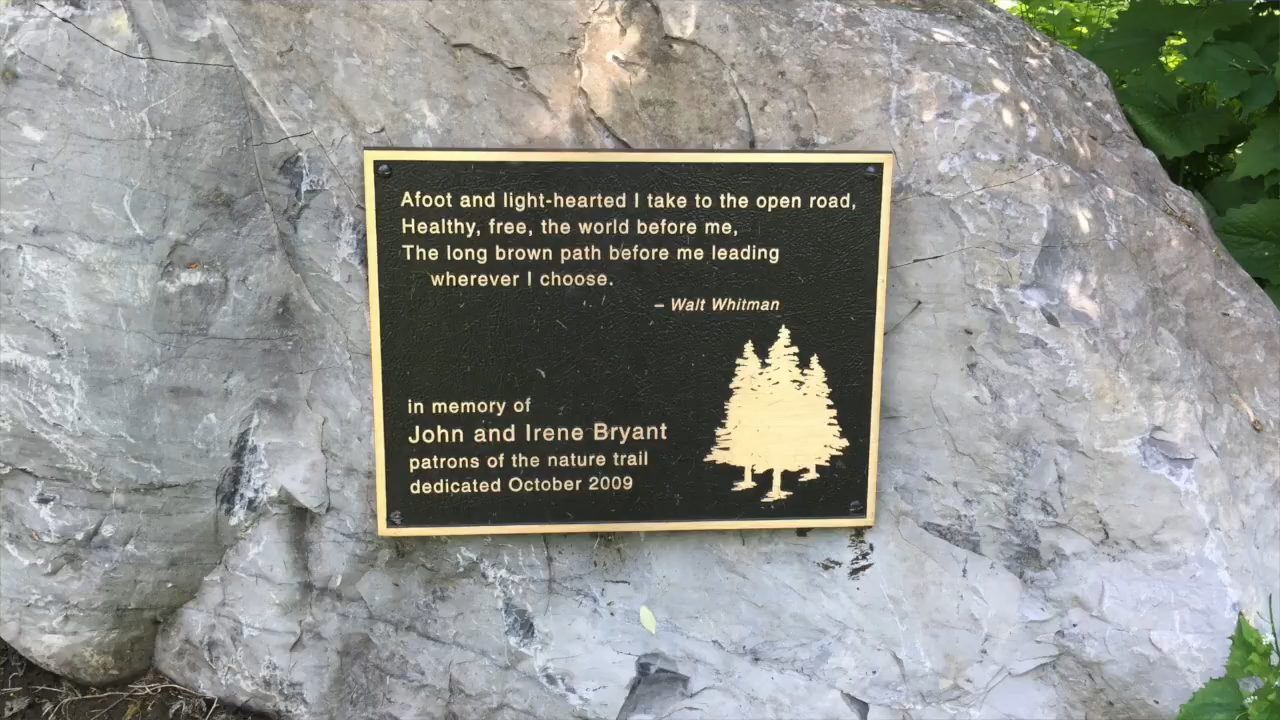 Afoot and light-hearted I take to the open road,
Healthy, free, the world before me,
The long brown path before me leading
wherever I choose.
– Walt Whitman
in memory of
John and Irene Bryant
patrons of the nature trail
dedicated October 2009